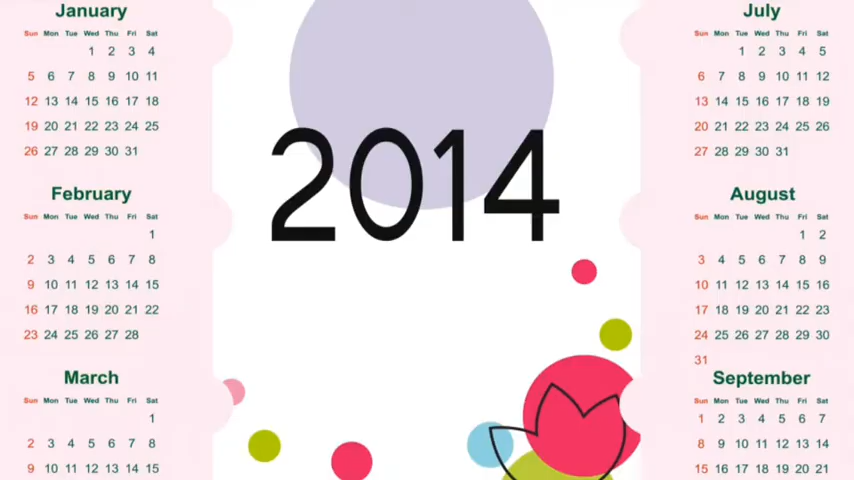 January
Sun Mon Tue Wed Thu Fri Sat
1 2 3 4
5 6 7 8 9 10 11
12 13 14 15 16 17 18
19 20 21 22 23 24 25
26 27 28 29 30 31
February
Sun Mon Tue Wed Thu Fri Sat
1
2 3 4 5 6 7 8
9 10 11 12 13 14 15
16 17 18 19 20 21 22
23 24 25 26 27 28
March
Sun Mon Tue Wed Thu Fri Sat
1
2 3 4 5 6 7 8
9 10 11 12 13 14 15
2014
July
Sun Mon Tue Wed Thu Fri Sat
1 2 3 4 5
6 7 8 9 10 11 12
13 14 15 16 17 18 19
20 21 22 23 24 25 26
27 28 29 30 31
August
Sun Mon Tue Wed Thu Fri Sat
1 2
3 4 5 6 7 8 9
10 11 12 13 14 15 16
17 18 19 20 21 22 23
24 25 26 27 28 29 30
31
September
Sun Mon Tue Wed Thu Fri Sat
1 2 3 4 5 6 7
8 9 10 11 12 13 14
15 16 17 18 19 20 21